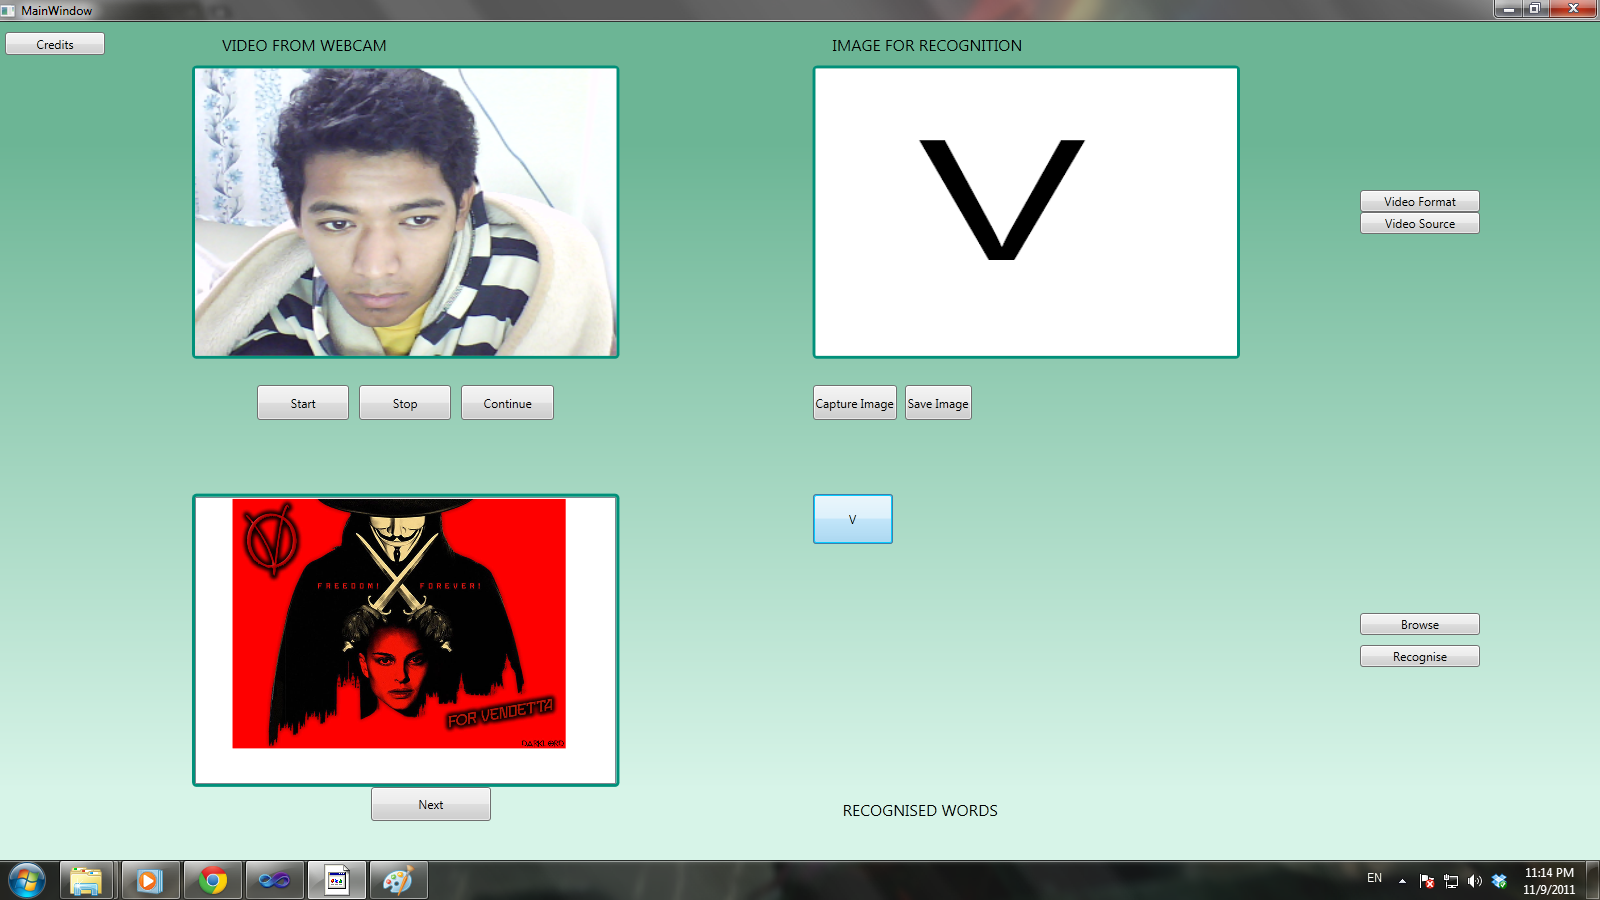 MainWindow
Credits
VIDEO FROM WEBCAM
IMAGE FOR RECOGNITION
V
Video Format
Video Source
Start
Stop
Continue
Capture Image
Save Image
V
V
FREEDOM! FOREVER!
FOR VENDETTA
DARKLORD
Browse
Recognise
Next
RECOGNISED WORDS
EN
11:14 PM
11/9/2011